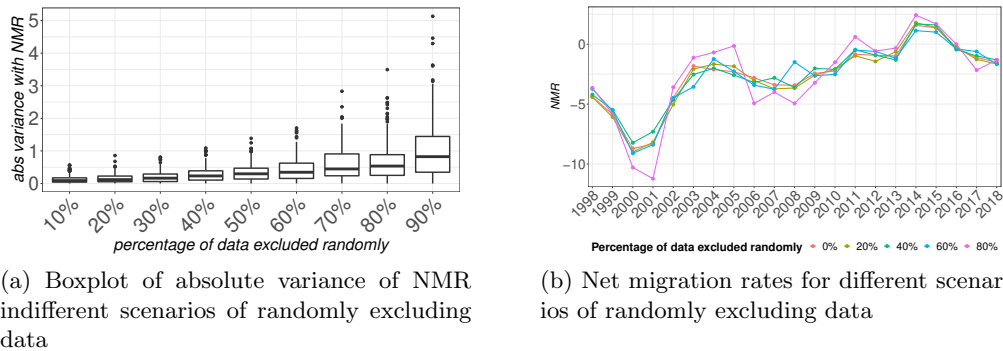 abs variance with NMR
5
4
3
2
1
0
10% 20% 30% 40% 50% 60% 70% 80% 90%
percentage of data excluded randomly
(a) Boxplot of absolute variance of NMR
indifferent scenarios of randomly excluding
data
NMR
0
−5
−10
1998 1999 2000 2001 2002 2003 2004 2005 2006 2007 2008 2009 2010 2011 2012 2013 2014 2015 2016 2017 2018
Percentage of data excluded randomly 0% 20% 40% 60% 80%
(b) Net migration rates for different scenar
ios of randomly excluding data